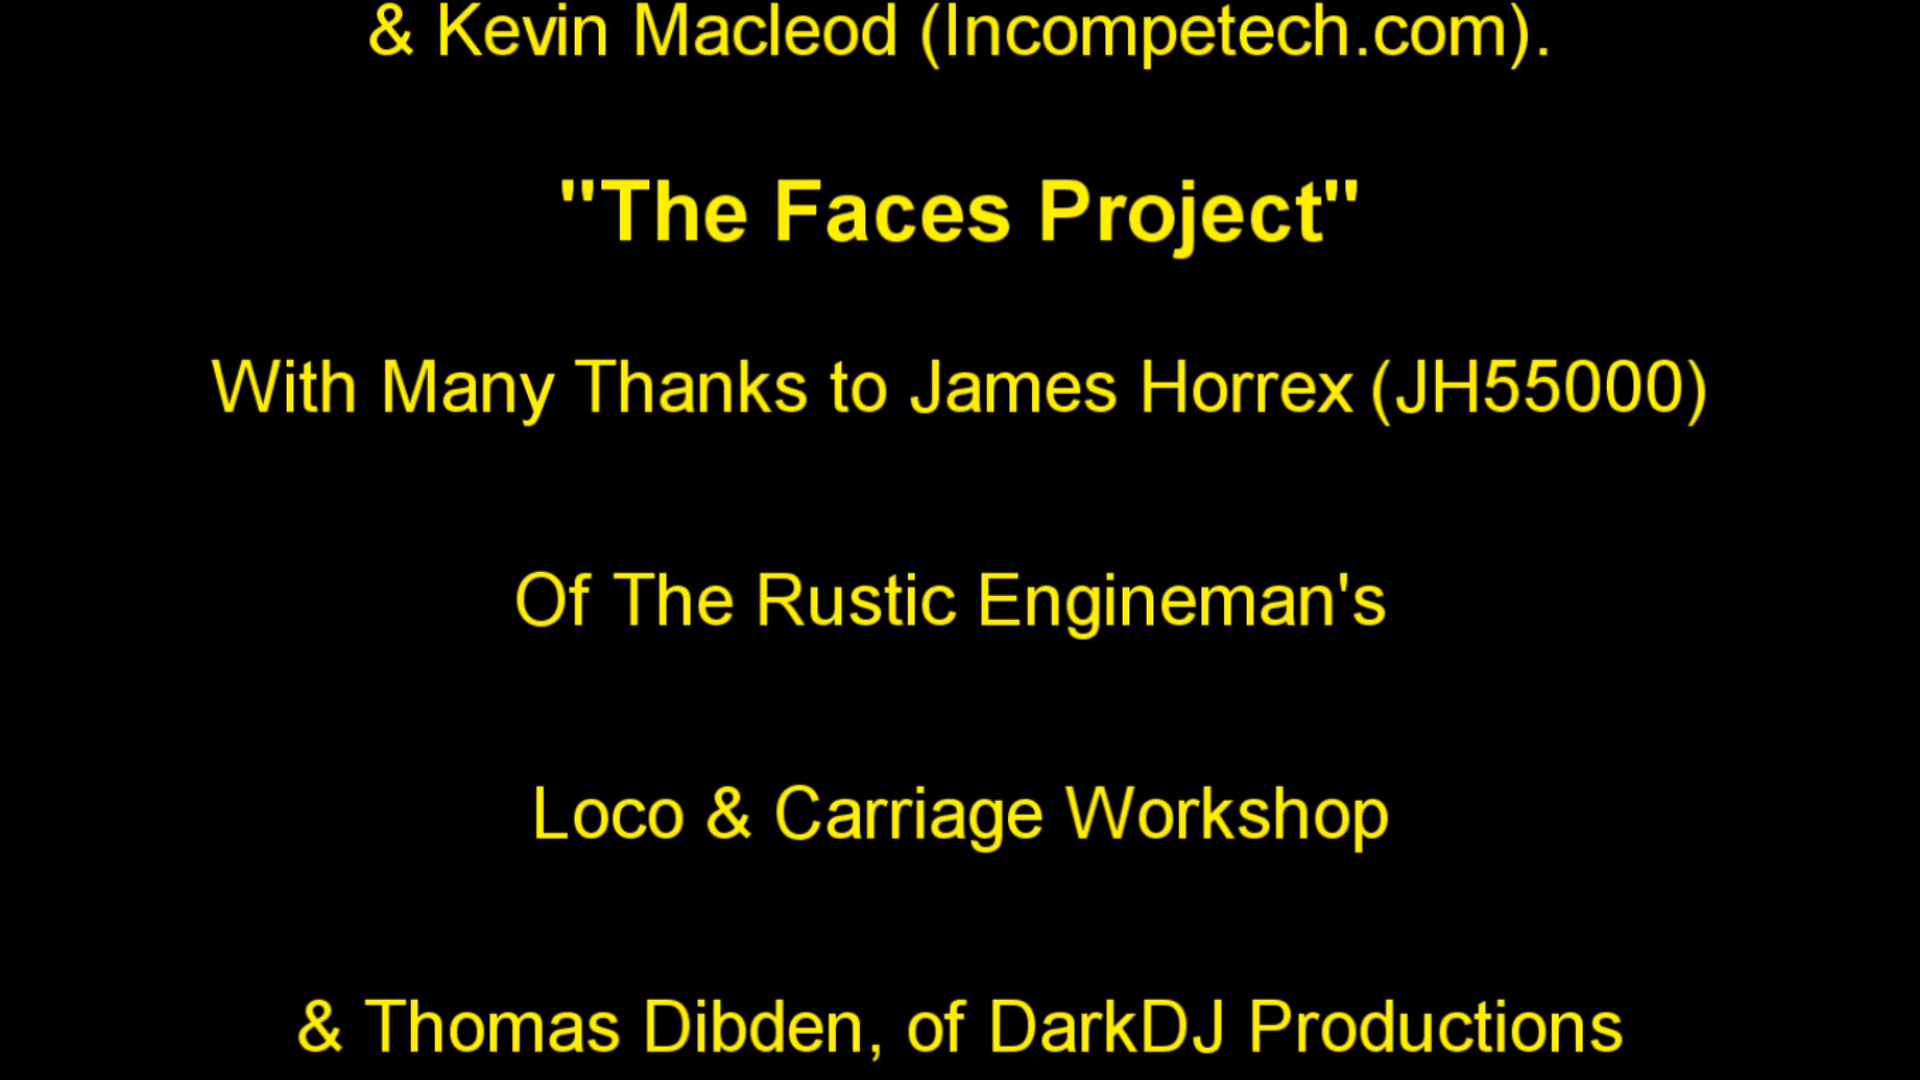 & Kevin Macleod (Incompetech.com).
"The Faces Project"
With Many Thanks to James Horrex (JH55000)
Of The Rustic Engineman's
Loco & Carriage Workshop
& Thomas Dibden, of DarkDJ Productions